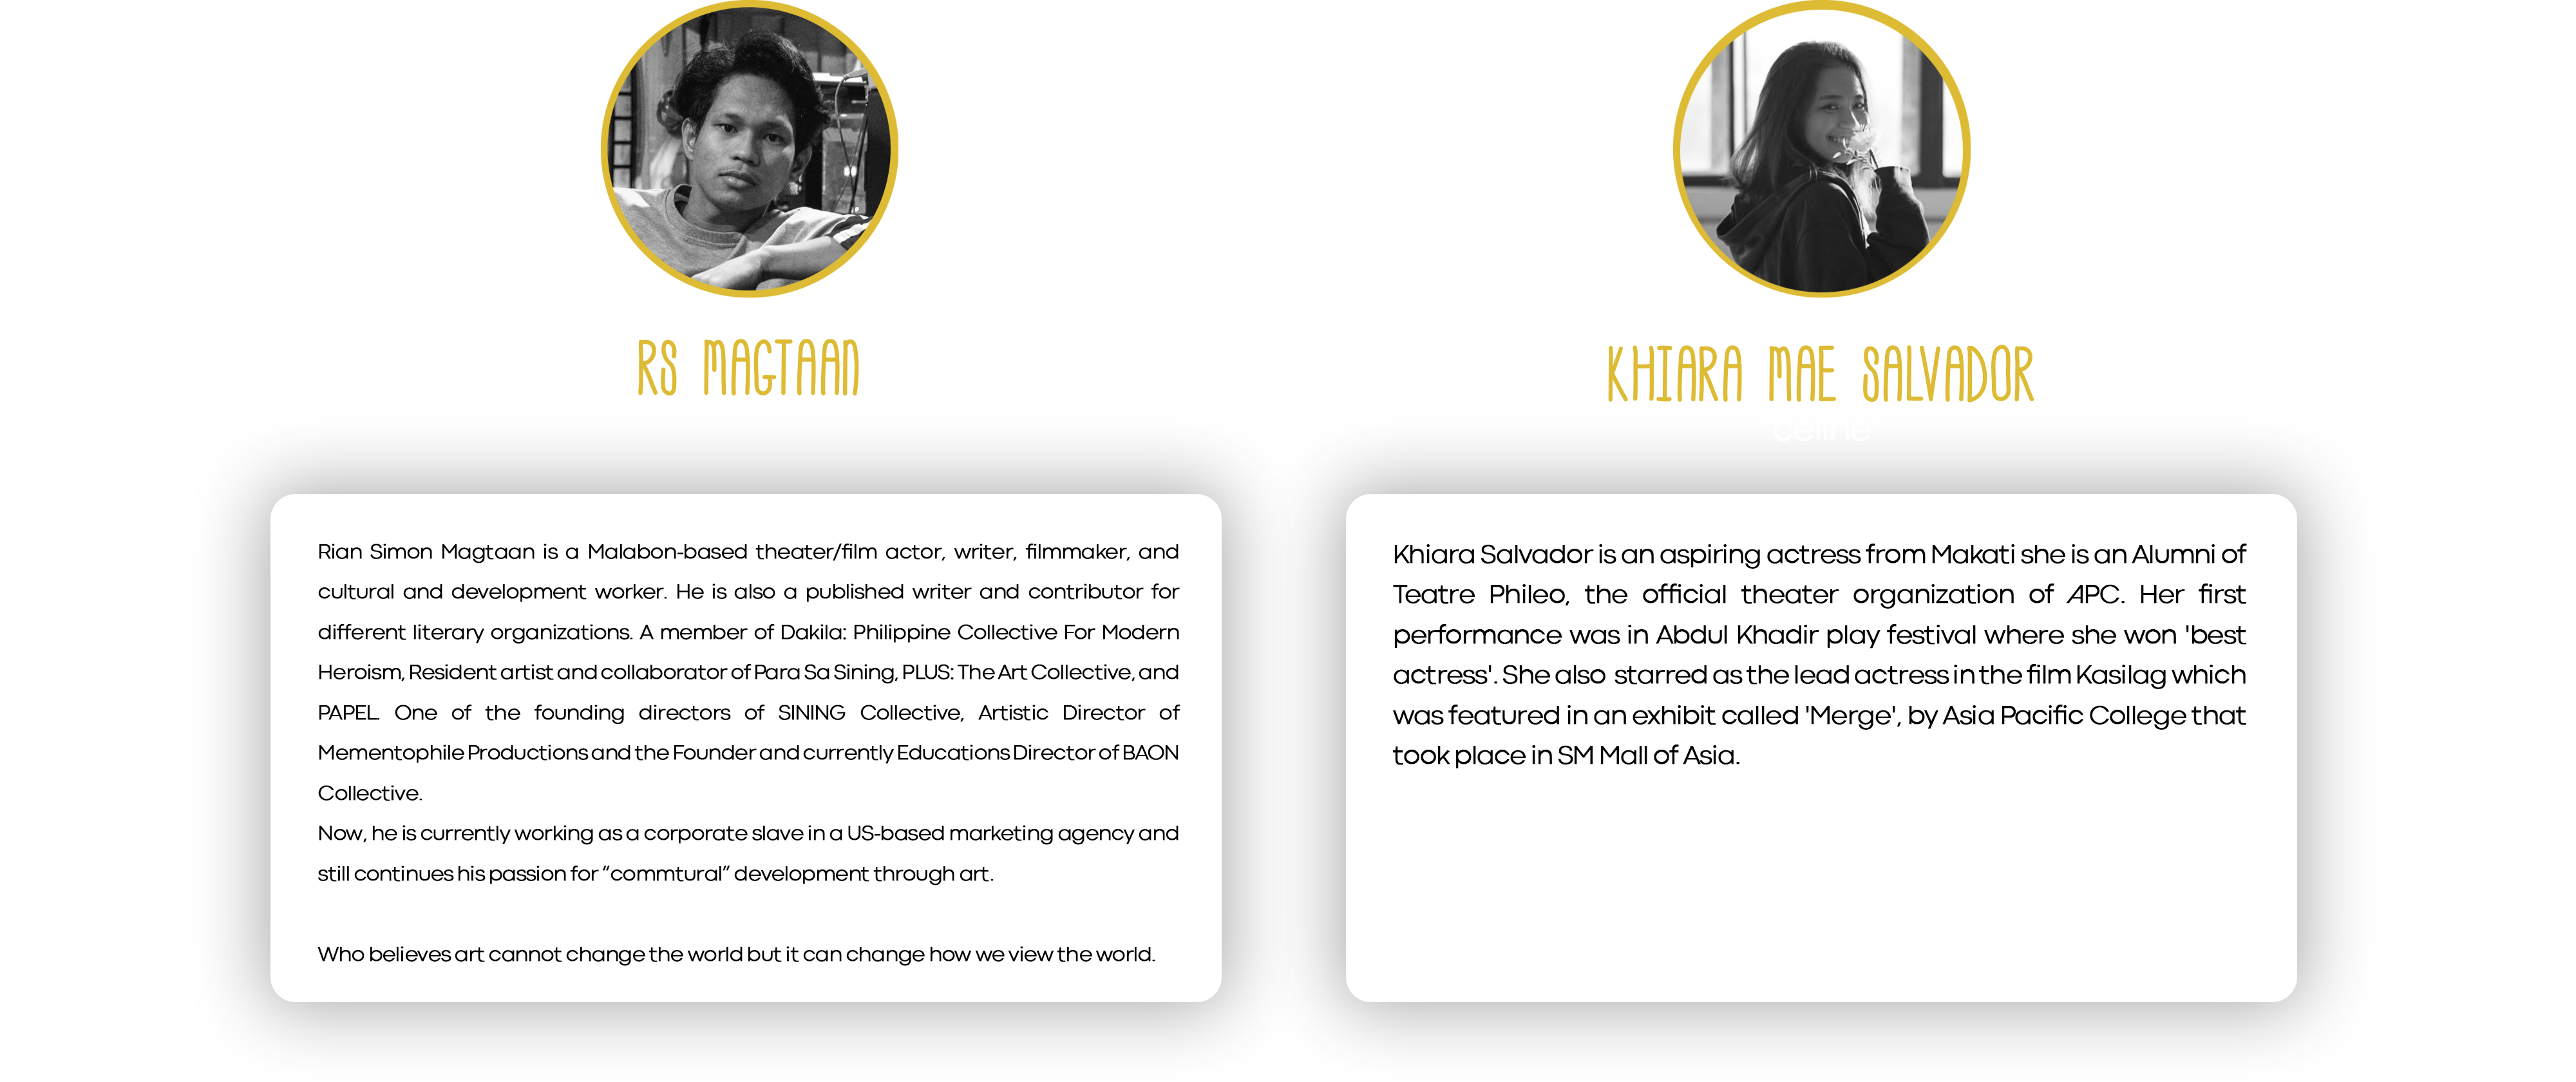 RS MAGTAAN
Rian Simon Magtaan is a Malabon-based theater/film actor, writer, filmmaker, and
cultural and development worker. He is also a published writer and contributor for
different literary organizations. A member of Dakila: Philippine Collective For Modern
Heroism, Resident artist and collaborator of Para Sa Sining, PLUS: The Art Collective, and
PAPEL. One of the founding directors of SINING Collective, Artistic Director of
Mementophile Productions and the Founder and currently Educations Director of BAON
Collective.
Now, he is currently working as a corporate slave in a US-based marketing agency and
still continues his passion for “commtural” development through art.
Who believes art cannot change the world but it can change how we view the world.
KHIARA MAE SALVADOR
celine
Khiara Salvador is an aspiring actress from Makati she is an Alumni of
Teatre Phileo, the official theater organization of APC. Her first
performance was in Abdul Khadir play festival where she won 'best
actress'. She also starred as the lead actress in the film Kasilag which
was featured in an exhibit called 'Merge', by Asia Pacific College that
took place in SM Mall of Asia.